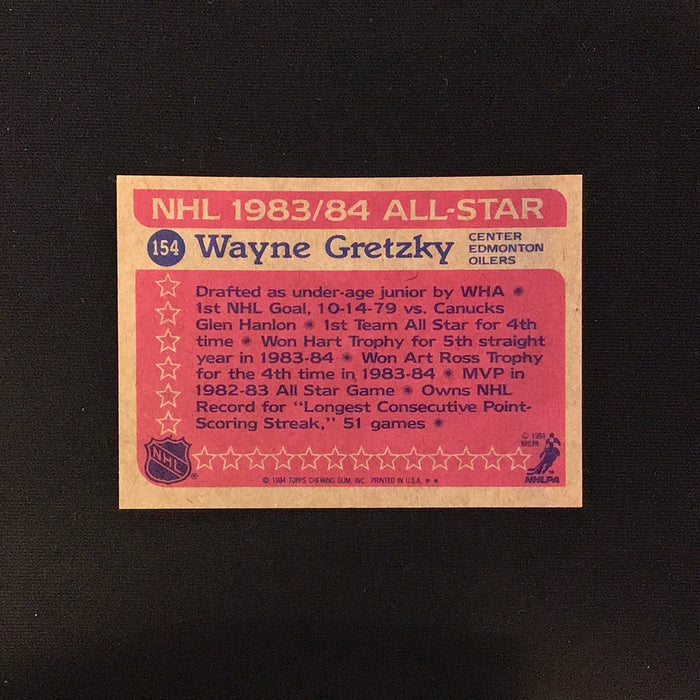 NHL 1983/84 ALL-STAR
154 Wayne Gretzky CENTER
EDMONTON
OILERS
Drafted as under-age junior by WHA *
1st NHL Goal, 10-14-79 vs. Canucks
Glen Hanlon * 1st Team All Star for 4th
time * Won Hart Trophy for 5th straight
year in 1983-84 * Won Art Ross Trophy
for the 4th time in 1983-84 * MVP in
1982-83 All Star Game * Owns NHL
Record for "Longest Consecutive Point-
Scoring Streak," 51 games *
NHL ®
© 1984
NHLPA
NHLPA ™
© 1984 TOPPS CHEWING GUM, INC. PRINTED IN U.S.A. **